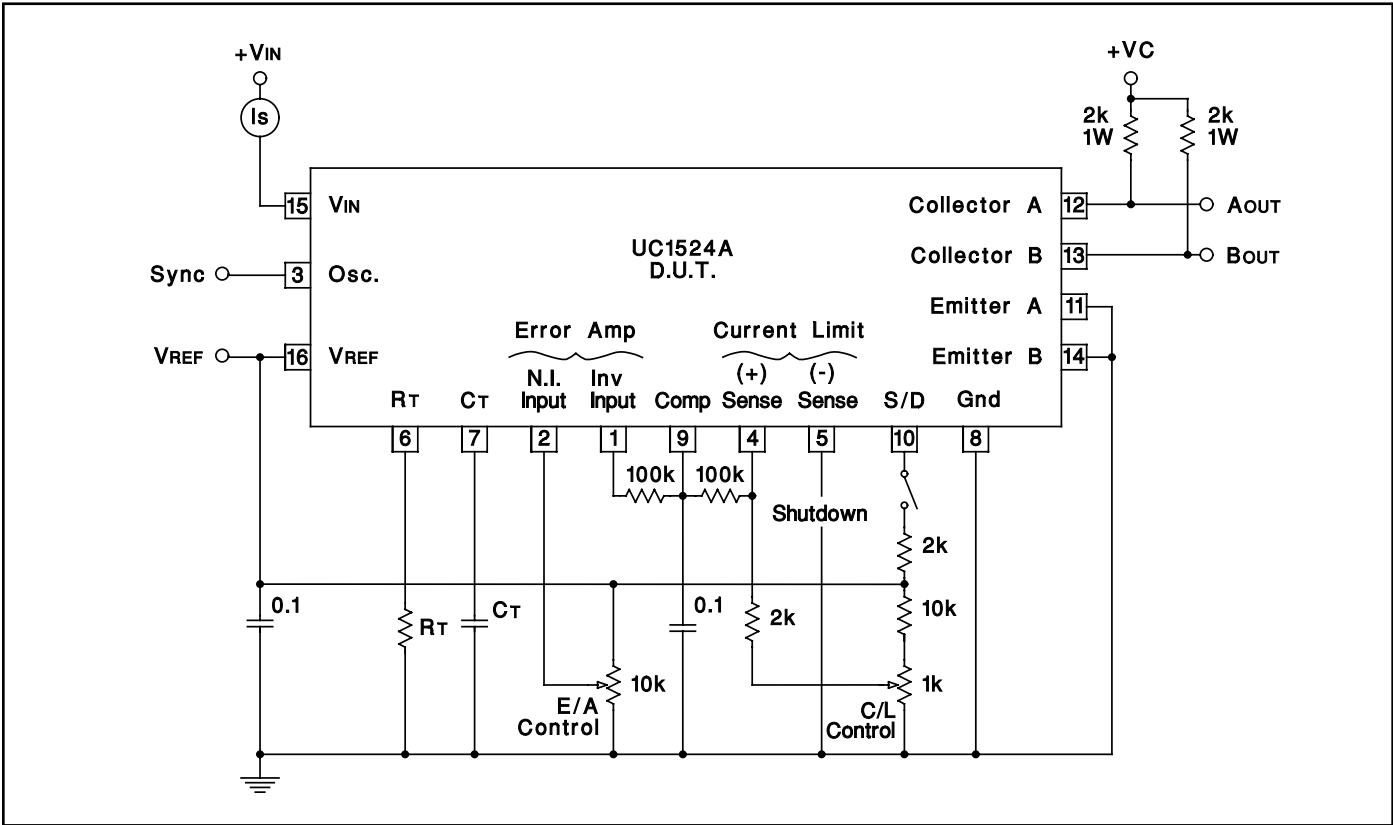 +VIN
Is
+VC
2k
1W
2k
1W
15 VIN
Collector A 12
AOUT
UC1524A
D.U.T.
Collector B 13
BOUT
Sync
3 Osc.
Emitter A 11
Error Amp
Current Limit
VREF
16 VREF
Emitter B 14
N.I.
Input
Inv
Input
(+)
Sense
(-)
Sense
RT
CT
Comp
S/D
Gnd
6
7
2
1
9
4
5
10
8
100k
100k
Shutdown
2k
0.1
RT
CT
0.1
2k
10k
10k
1k
E/A
Control
C/L
Control